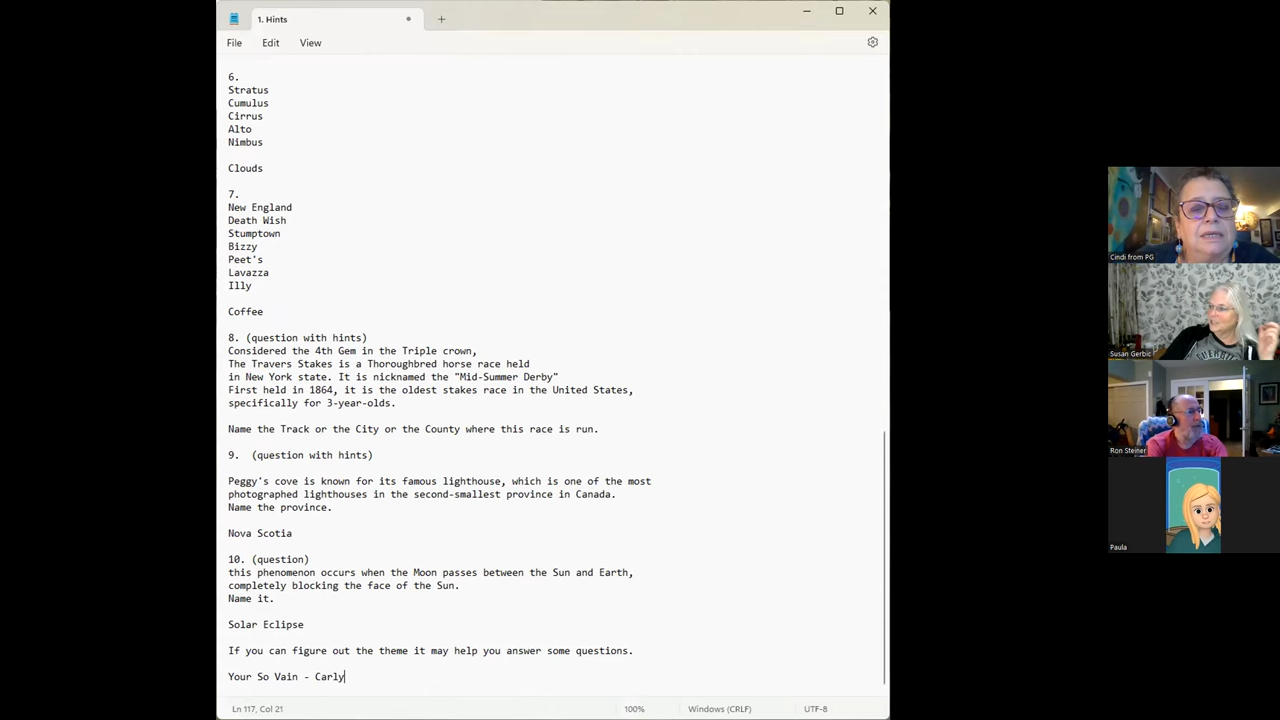 1. Hints
File Edit View
6.
Stratus
Cumulus
Cirrus
Alto
Nimbus
Clouds
7.
New England
Death Wish
Stumptown
Bizzy
Peet's
Lavazza
Illy
Coffee
8. (question with hints)
Considered the 4th Gem in the Triple crown,
The Travers Stakes is a Thoroughbred horse race held
in New York state. It is nicknamed the "Mid-Summer Derby"
First held in 1864, it is the oldest stakes race in the United States,
specifically for 3-year-olds.
Name the Track or the City or the County where this race is run.
9. (question with hints)
Peggy's cove is known for its famous lighthouse, which is one of the most
photographed lighthouses in the second-smallest province in Canada.
Name the province.
Nova Scotia
10. (question)
this phenomenon occurs when the Moon passes between the Sun and Earth,
completely blocking the face of the Sun.
Name it.
Solar Eclipse
If you can figure out the theme it may help you answer some questions.
Your So Vain - Carly
Ln 117, Col 21 100% Windows (CRLF) UTF-8
Cindi from PG
Susan Gerbic
Ron Steiner
Paula